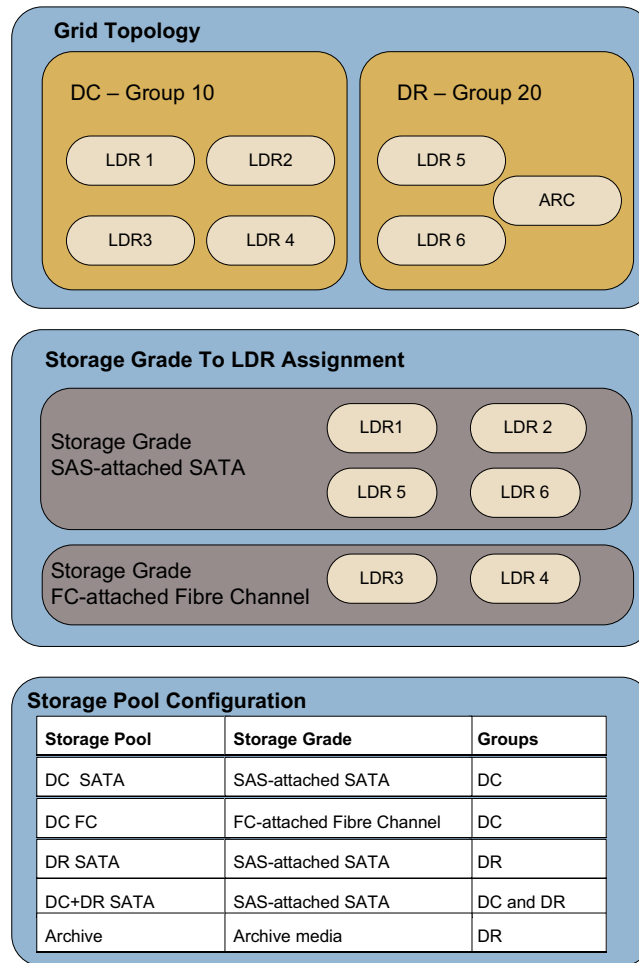 Grid Topology
DC – Group 10
DR – Group 20
LDR 1
LDR2
LDR 5
ARC
LDR3
LDR 4
LDR 6
Storage Grade To LDR Assignment
Storage Grade
SAS-attached SATA
LDR1
LDR 2
LDR 5
LDR 6
Storage Grade
FC-attached Fibre Channel
LDR3
LDR 4
Storage Pool Configuration
Storage Pool Storage Grade Groups
DC SATA SAS-attached SATA DC
DC FC FC-attached Fibre Channel DC
DR SATA SAS-attached SATA DR
DC+DR SATA SAS-attached SATA DC and DR
Archive Archive media DR